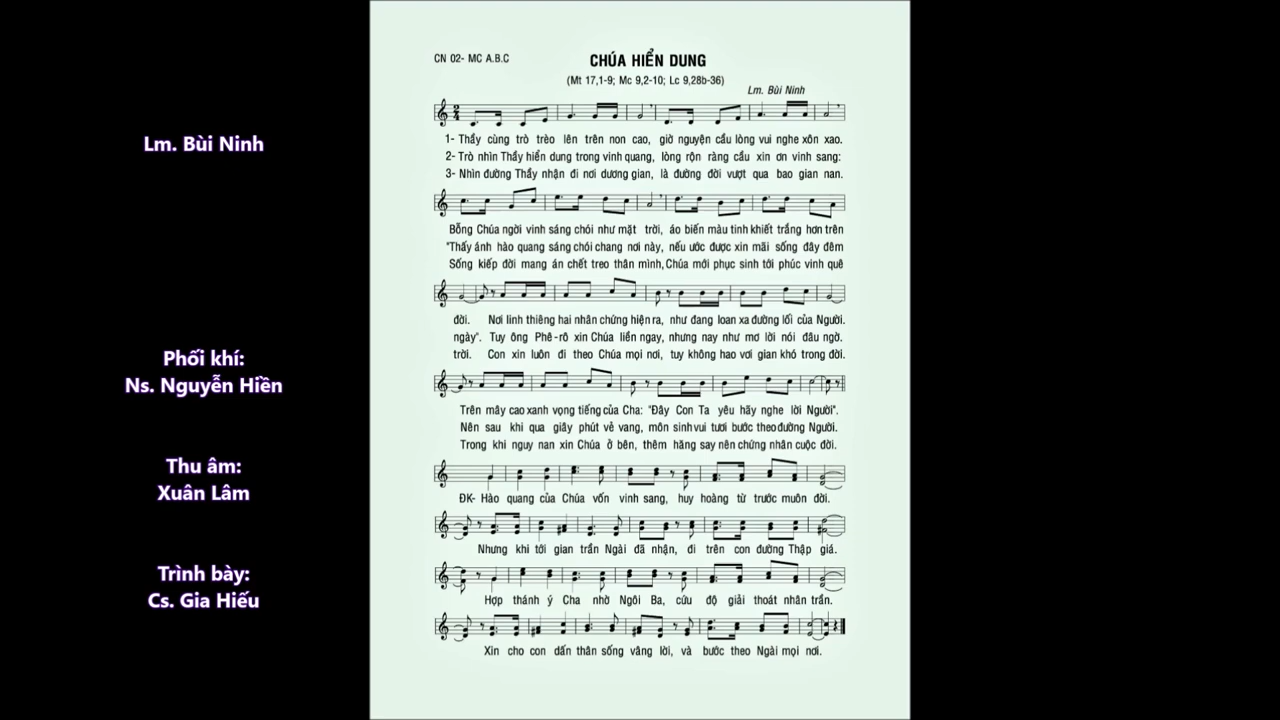 Lm. Bùi Ninh
Phối khí:
Ns. Nguyễn Hiền
Thu âm:
Xuân Lâm
Trình bày:
Cs. Gia Hiếu
CN 02- MC A.B.C
CHÚA HIỂN DUNG
(Mt 17,1-9; Mc 9,2-10; Lc 9,28b-36)
Lm. Bùi Ninh
1- Thầy cùng trò trèo lên trên non cao, giờ nguyện cầu lòng vui nghe xôn xao.
2- Trò nhìn Thầy hiển dung trong vinh quang, lòng rộn ràng cầu xin ơn vinh sang:
3- Nhìn đường Thầy nhận đi nơi dương gian, là đường đời vượt qua bao gian nan.
Bỗng Chúa ngời vinh sáng chói như mặt trời, áo biến màu tinh khiết trắng hơn trên
"Thấy ánh hào quang sáng chói chang nơi này, nếu ước được xin mãi sống đây đêm
Sống kiếp đời mang án chết treo thân mình, Chúa mới phục sinh tới phúc vinh quê
đời. Nơi linh thiêng hai nhân chứng hiện ra, như đang loan xa đường lối của Người.
ngày". Tuy ông Phê-rô xin Chúa liền ngay, nhưng nay như mơ lời nói đâu ngờ.
trời. Con xin luôn đi theo Chúa mọi nơi, tuy không hao vơi gian khó trong đời.
Trên mây cao xanh vọng tiếng của Cha: "Đây Con Ta yêu hãy nghe lời Người".
Nên sau khi qua giây phút vẻ vang, môn sinh vui tươi bước theo đường Người.
Trong khi nguy nan xin Chúa ở bên, thêm hăng say nên chứng nhân cuộc đời.
ĐK- Hào quang của Chúa vốn vinh sang, huy hoàng từ trước muôn đời.
Nhưng khi tới gian trần Ngài đã nhận, đi trên con đường Thập giá.
Hợp thánh ý Cha nhờ Ngôi Ba, cứu độ giải thoát nhân trần.
Xin cho con dấn thân sống vâng lời, và bước theo Ngài mọi nơi.